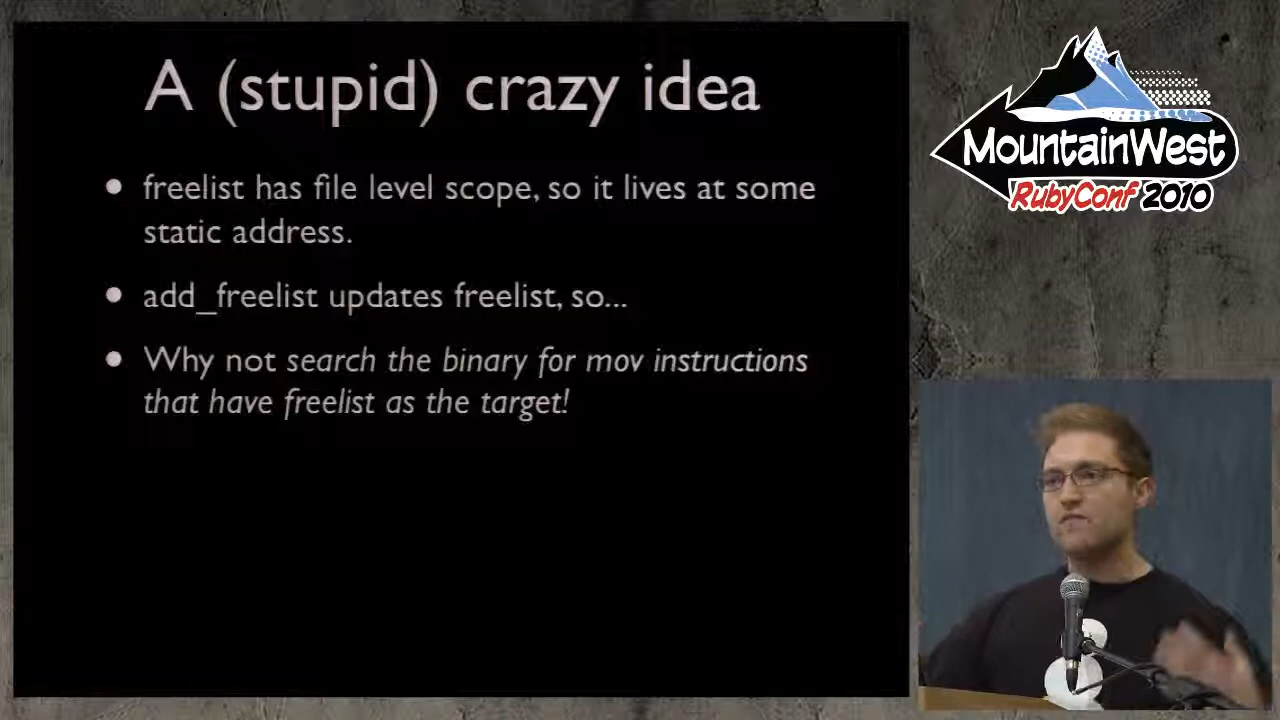 A (stupid) crazy idea
• freelist has file level scope, so it lives at some
static address.
• add_freelist updates freelist, so...
• Why not search the binary for mov instructions
that have freelist as the target!
MountainWest
RubyConf 2010